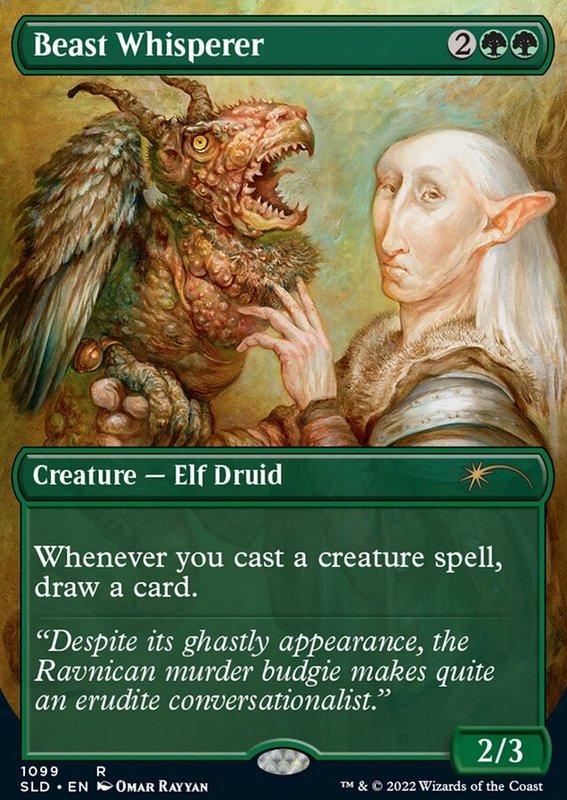 Beast Whisperer 2
Creature — Elf Druid
Whenever you cast a creature spell,
draw a card.
“Despite its ghastly appearance, the
Ravnican murder budgie makes quite
an erudite conversationalist.”
2/3
1099 R
SLD • EN Omar Rayyan
™ & © 2022 Wizards of the Coast